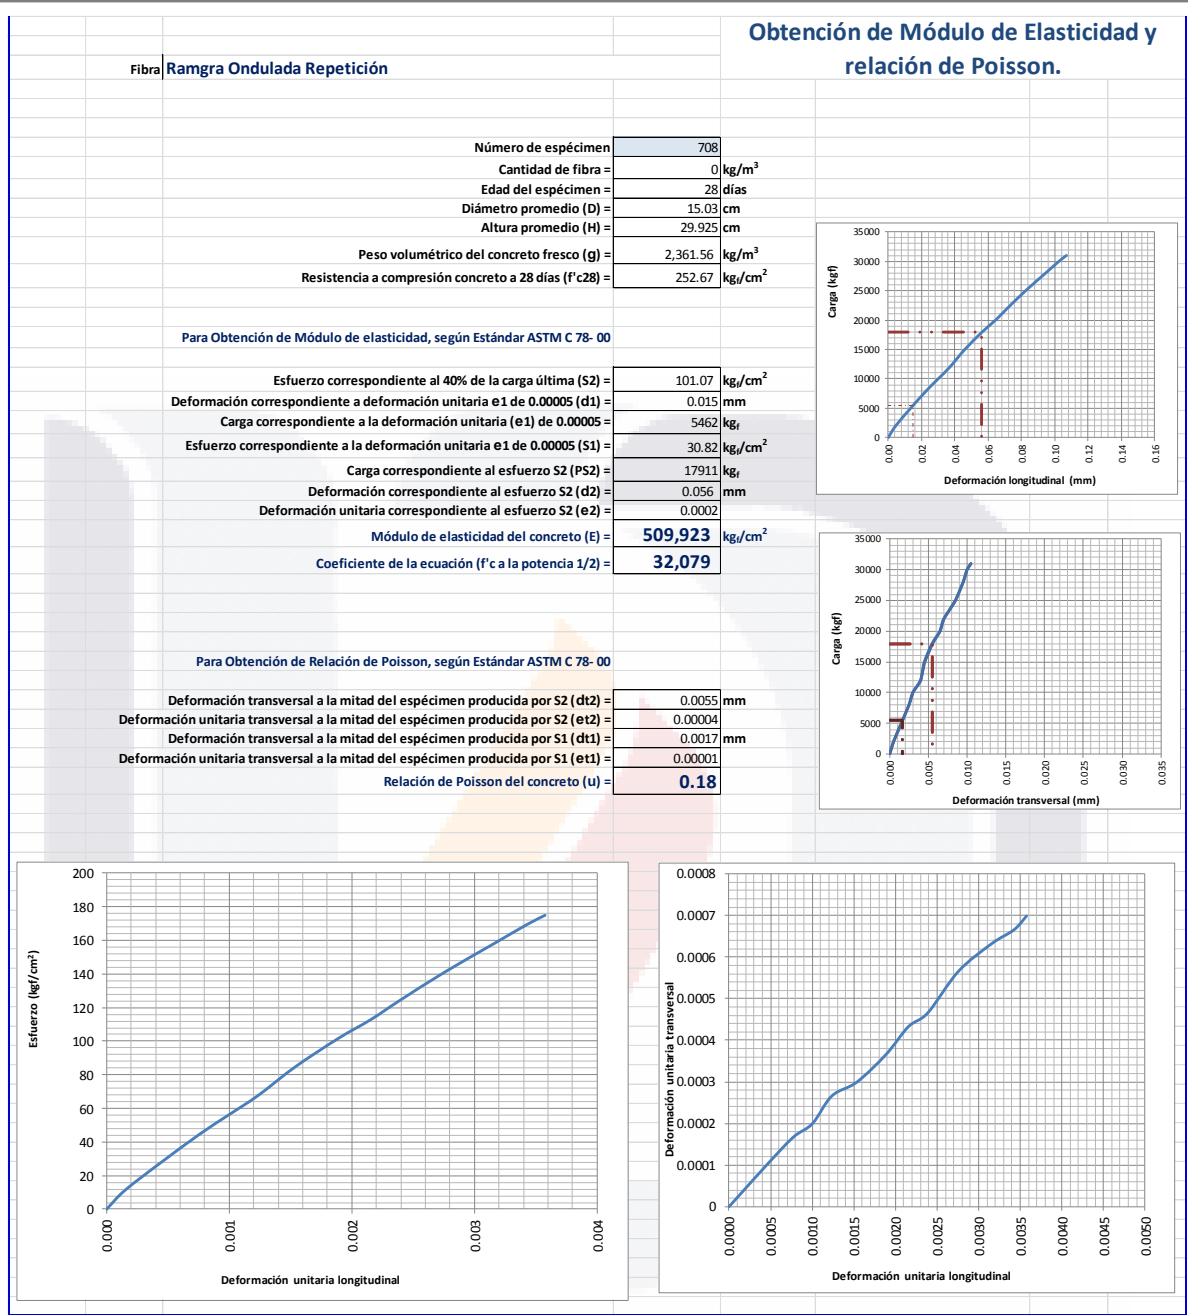 Obtención de Módulo de Elasticidad y
relación de Poisson.
Fibra Ramgra Ondulada Repetición
Número de espécimen 708
Cantidad de fibra = 0 kg/m³
Edad del espécimen = 28 días
Diámetro promedio (D) = 15.03 cm
Altura promedio (H) = 29.925 cm
Peso volumétrico del concreto fresco (g) = 2,361.56 kg/m³
Resistencia a compresión concreto a 28 días (f'c28) = 252.67 kgf/cm²
Para Obtención de Módulo de elasticidad, según Estándar ASTM C 78- 00
Esfuerzo correspondiente al 40% de la carga última (S2) = 101.07 kgf/cm²
Deformación correspondiente a deformación unitaria e1 de 0.00005 (d1) = 0.015 mm
Carga correspondiente a la deformación unitaria (e1) de 0.00005 = 5462 kgf
Esfuerzo correspondiente a la deformación unitaria e1 de 0.00005 (S1) = 30.82 kgf/cm²
Carga correspondiente al esfuerzo S2 (PS2) = 17911 kgf
Deformación correspondiente al esfuerzo S2 (d2) = 0.056 mm
Deformación unitaria correspondiente al esfuerzo S2 (e2) = 0.0002
Módulo de elasticidad del concreto (E) = 509,923 kgf/cm²
Coeficiente de la ecuación (f'c a la potencia 1/2) = 32,079
Para Obtención de Relación de Poisson, según Estándar ASTM C 78- 00
Deformación transversal a la mitad del espécimen producida por S2 (dt2) = 0.0055 mm
Deformación unitaria transversal a la mitad del espécimen producida por S2 (et2) = 0.00004
Deformación transversal a la mitad del espécimen producida por S1 (dt1) = 0.0017 mm
Deformación unitaria transversal a la mitad del espécimen producida por S1 (et1) = 0.00001
Relación de Poisson del concreto (u) = 0.18
35000
30000
25000
20000
15000
10000
5000
0
Carga (kgf)
0.00 0.02 0.04 0.06 0.08 0.10 0.12 0.14 0.16
Deformación longitudinal (mm)
35000
30000
25000
20000
15000
10000
5000
0
Carga (kgf)
0.000 0.005 0.010 0.015 0.020 0.025 0.030 0.035
Deformación transversal (mm)
200
180
160
140
120
100
80
60
40
20
0
Esfuerzo (kgf/cm²)
0.000 0.001 0.002 0.003 0.004
Deformación unitaria longitudinal
0.0008
0.0007
0.0006
0.0005
0.0004
0.0003
0.0002
0.0001
0
Deformación unitaria transversal
0.0000 0.0005 0.0010 0.0015 0.0020 0.0025 0.0030 0.0035 0.0040 0.0045 0.0050
Deformación unitaria longitudinal